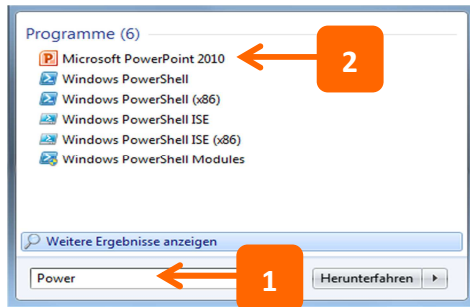 Programme (6)
Microsoft PowerPoint 2010
2
Windows PowerShell
Windows PowerShell (x86)
Windows PowerShell ISE
Windows PowerShell ISE (x86)
Windows PowerShell Modules
Weitere Ergebnisse anzeigen
Power
1
Herunterfahren